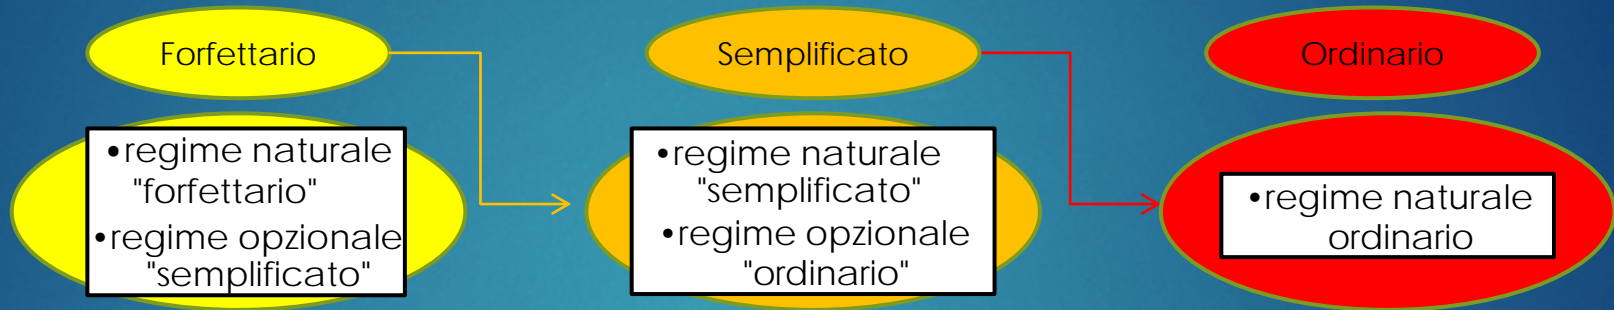 Forfettario
Semplificato
Ordinario
•regime naturale
"forfettario"
•regime opzionale
"semplificato"
•regime naturale
"semplificato"
•regime opzionale
"ordinario"
•regime naturale
ordinario